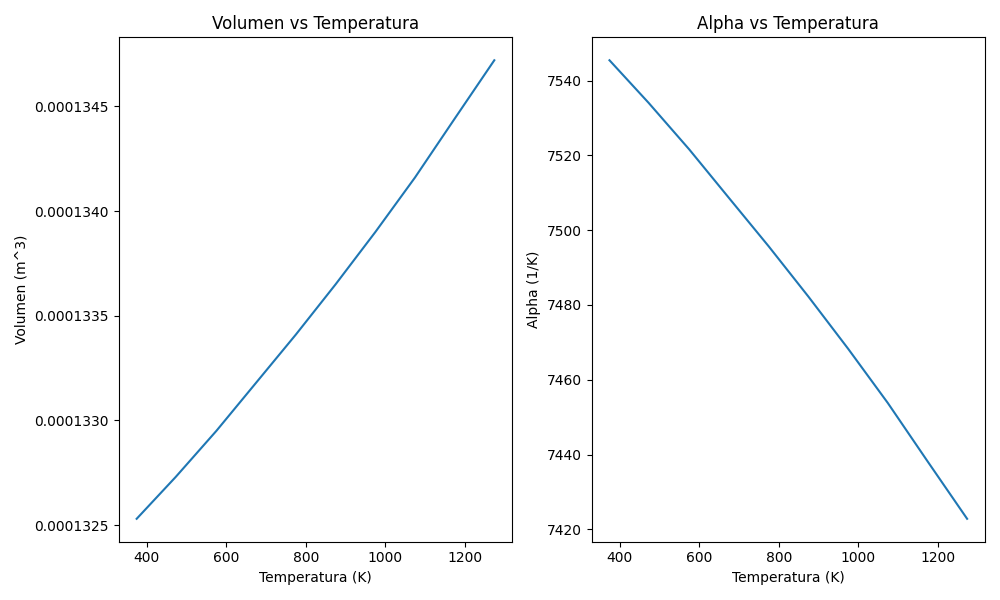 Volumen vs Temperatura
Volumen (m^3)
0.0001345
0.0001340
0.0001335
0.0001330
0.0001325
400 600 800 1000 1200
Temperatura (K)
Alpha vs Temperatura
Alpha (1/K)
7540
7520
7500
7480
7460
7440
7420
400 600 800 1000 1200
Temperatura (K)